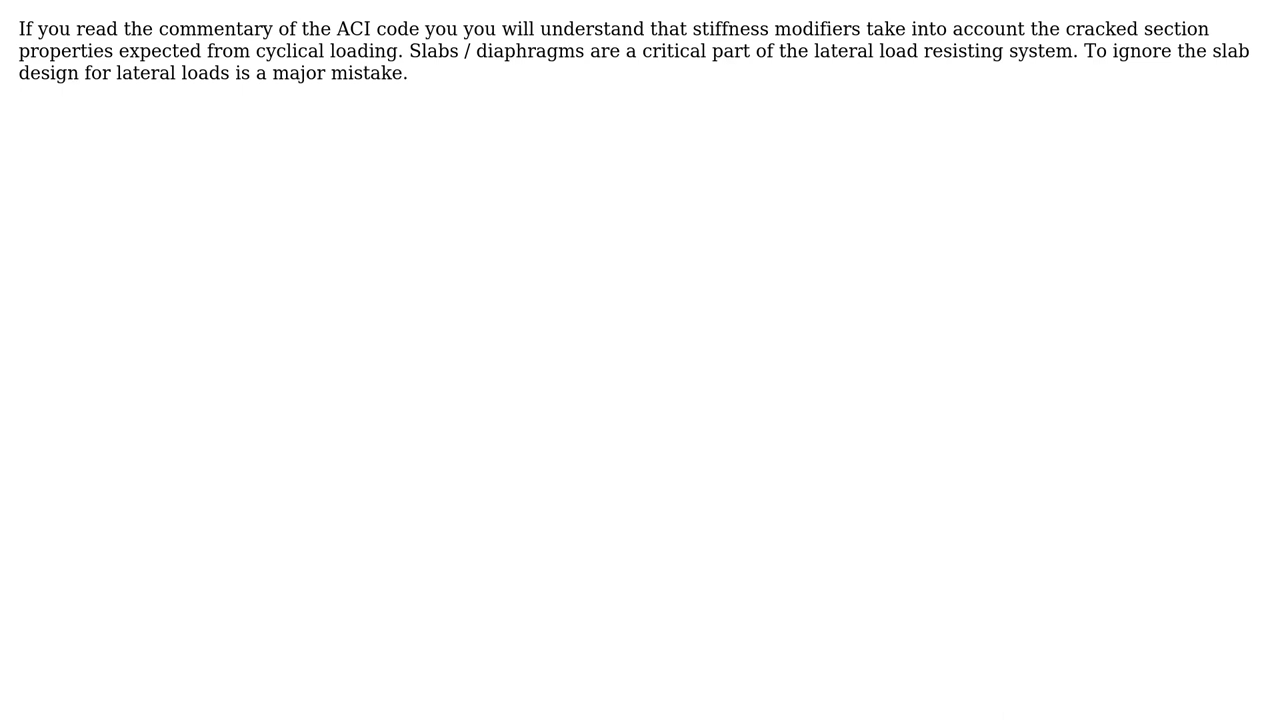 If you read the commentary of the ACI code you you will understand that stiffness modifiers take into account the cracked section
properties expected from cyclical loading. Slabs / diaphragms are a critical part of the lateral load resisting system. To ignore the slab
design for lateral loads is a major mistake.